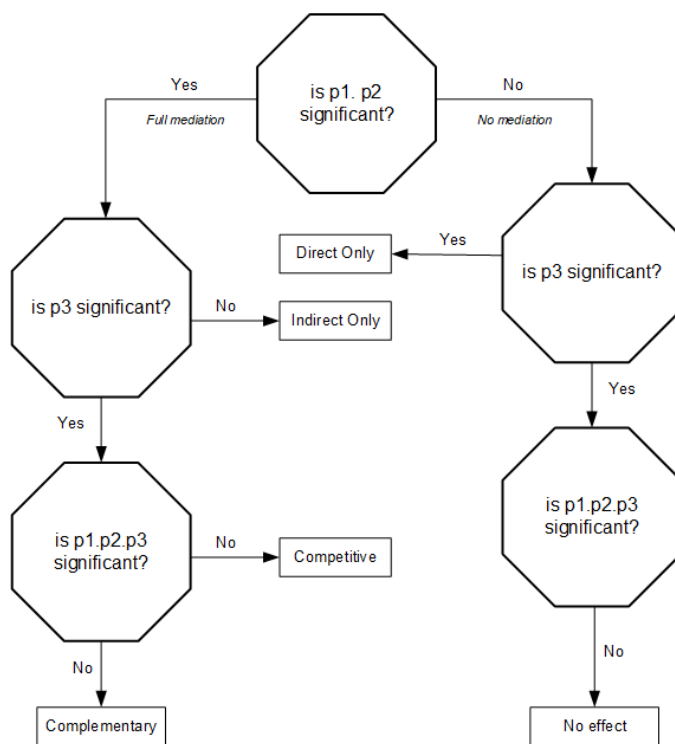 is p1. p2
significant?
Yes
Full mediation
No
No mediation
is p3 significant?
No
Indirect Only
Yes
Direct Only
is p3 significant?
Yes
Yes
is p1.p2.p3
significant?
No
Competitive
is p1.p2.p3
significant?
No
Complementary
No
No effect